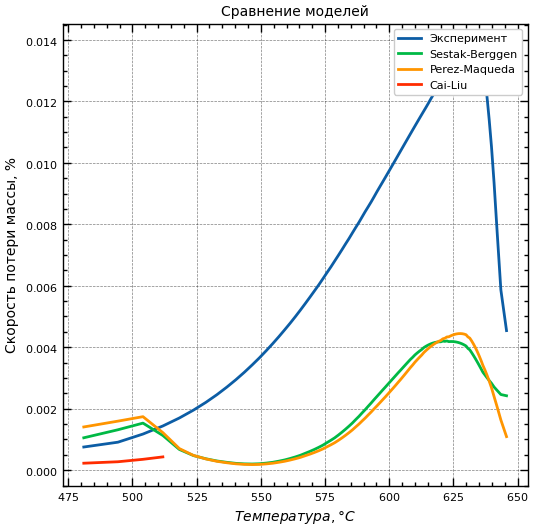 Сравнение моделей
Эксперимент
Sestak-Berggen
Perez-Maqueda
Cai-Liu
Скорость потери массы, %
0.014
0.012
0.010
0.008
0.006
0.004
0.002
0.000
475 500 525 550 575 600 625 650
Температура, °C